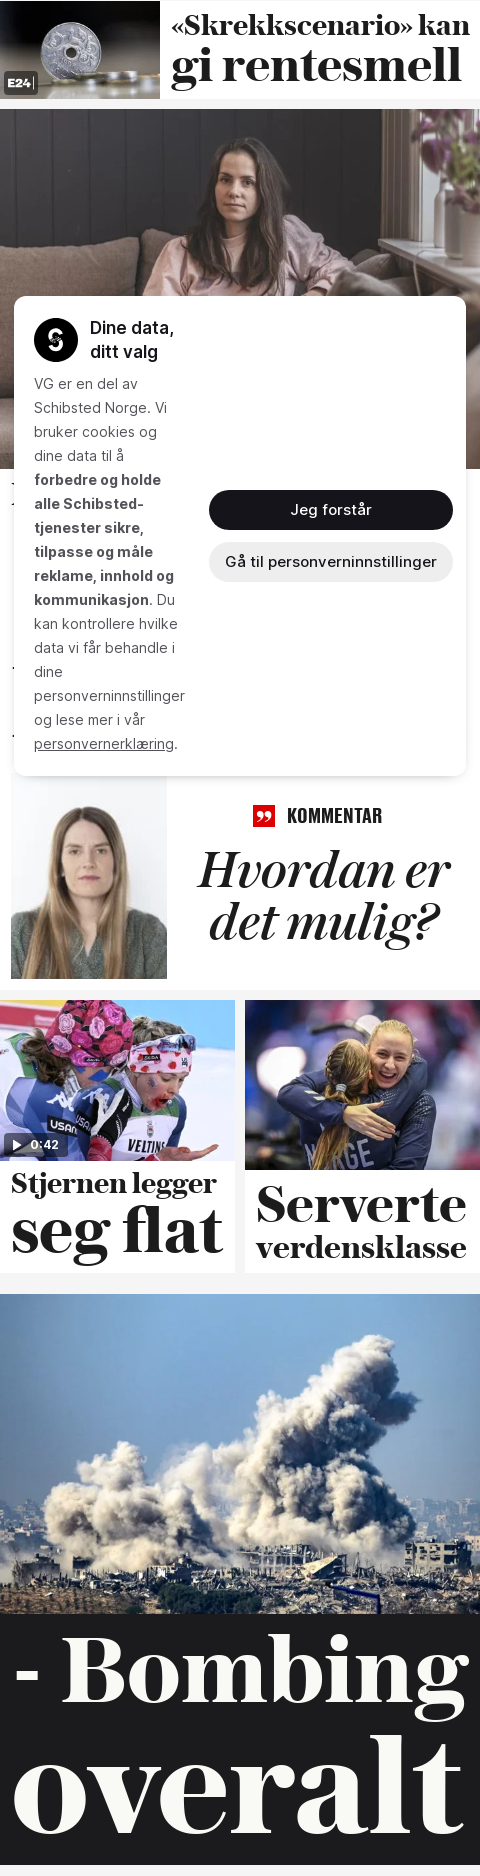 «Skrekkscenario» kan
gi rentesmell
E24
Dine data,
ditt valg
VG er en del av
Schibsted Norge. Vi
bruker cookies og
dine data til å
forbedre og holde
alle Schibsted-
tjenester sikre,
tilpasse og måle
reklame, innhold og
kommunikasjon. Du
kan kontrollere hvilke
data vi får behandle i
dine
personverninnstillinger
og lese mer i vår
personvernerklæring.
Jeg forstår
Gå til personverninnstillinger
KOMMENTAR
Hvordan er
det mulig?
USANA
VELTINS
0:42
Stjernen legger
seg flat
Serverte
verdensklasse
- Bombing
overalt